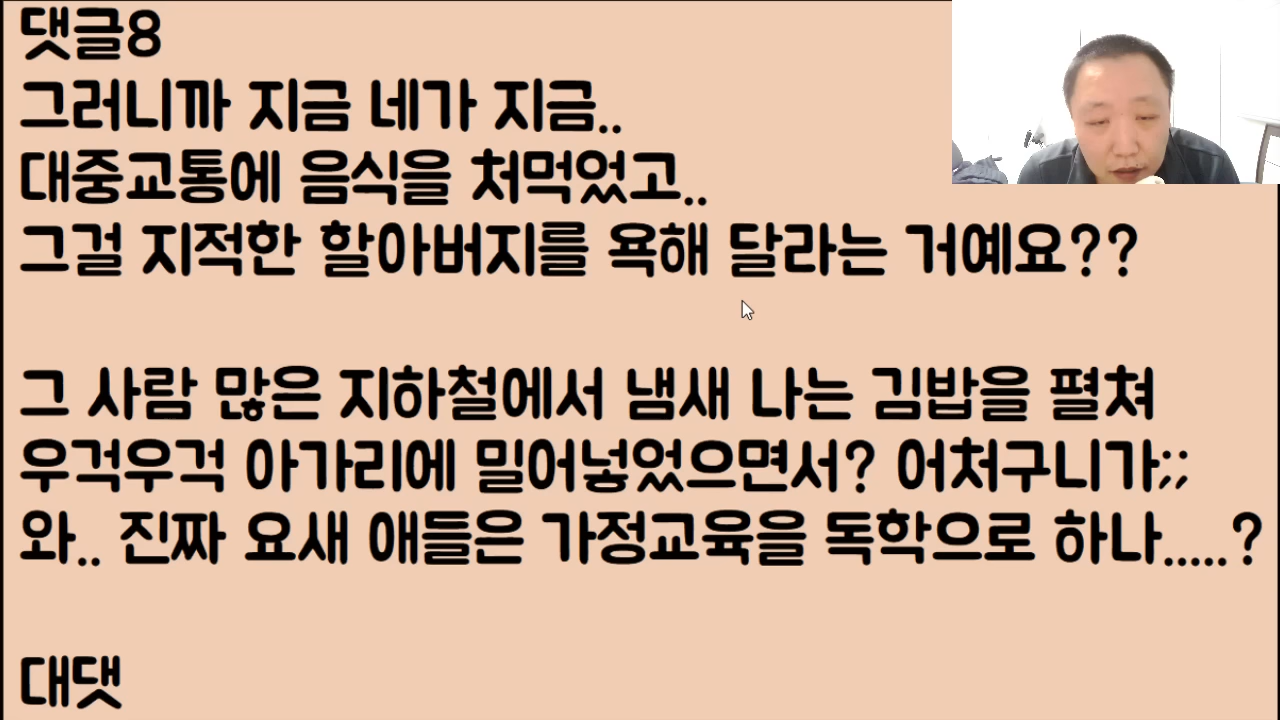 댓글8
그러니까 지금 네가 지금..
대중교통에 음식을 처먹었고..
그걸 지적한 할아버지를 욕해 달라는 거예요??
그 사람 많은 지하철에서 냄새 나는 김밥을 펼쳐
우걱우걱 아가리에 밀어넣었으면서? 어처구니가;;
와.. 진짜 요새 애들은 가정교육을 독학으로 하나.....?
대댓